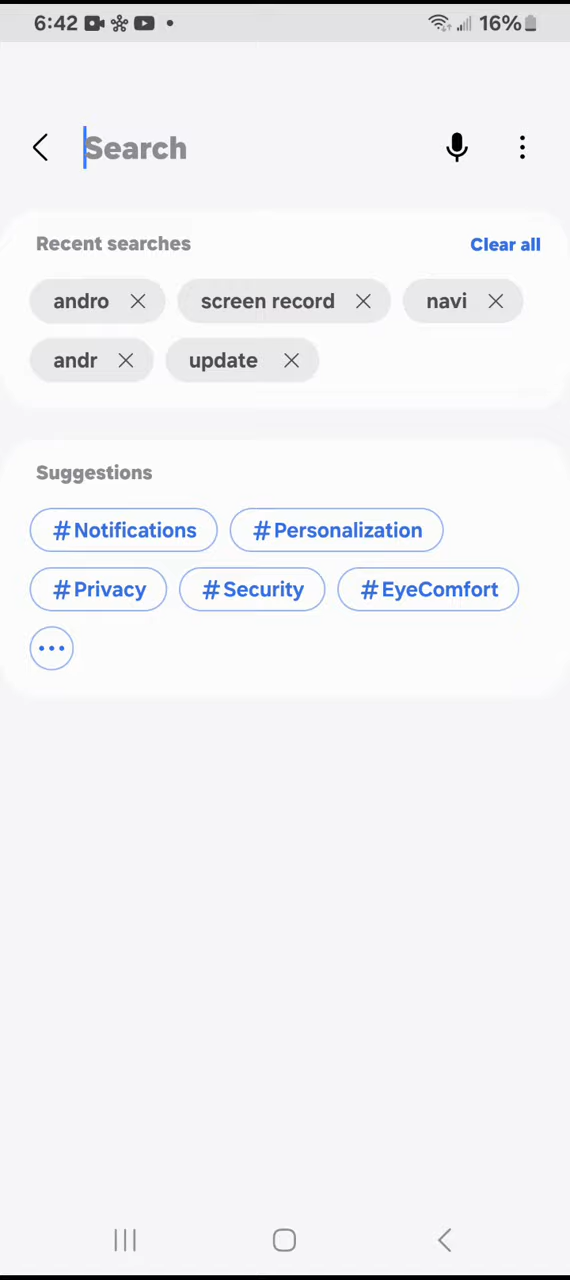 6:42 16%
Search
Recent searches Clear all
andro screen record navi
andr update
Suggestions
#Notifications #Personalization
#Privacy #Security #EyeComfort